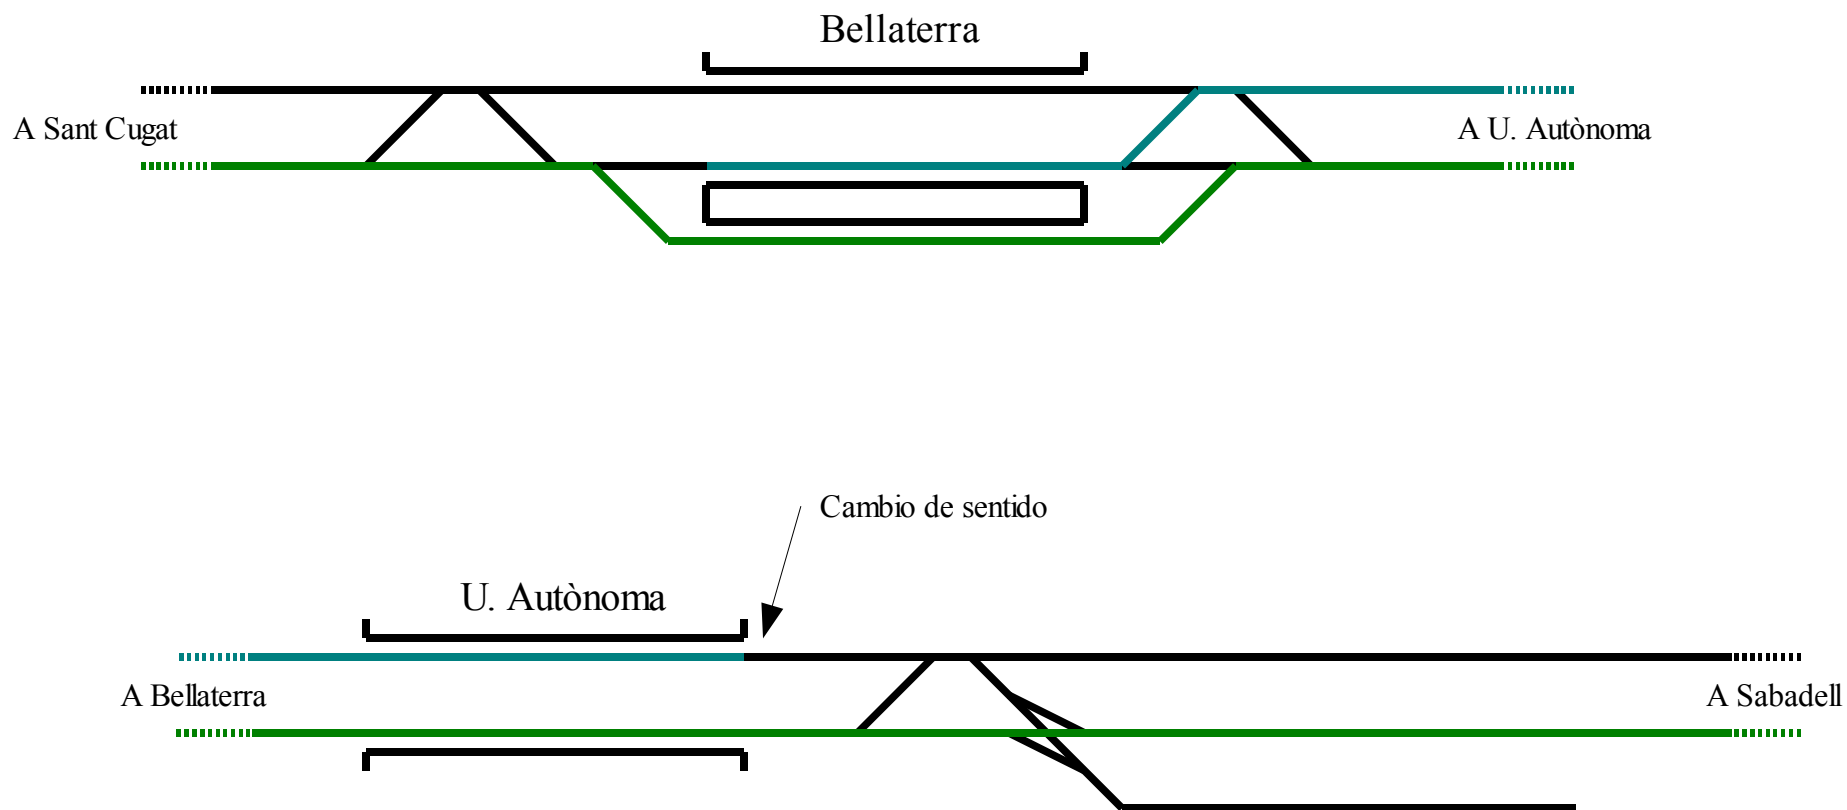 Bellaterra
A Sant Cugat
A U. Autònoma
Cambio de sentido
U. Autònoma
A Bellaterra
A Sabadell